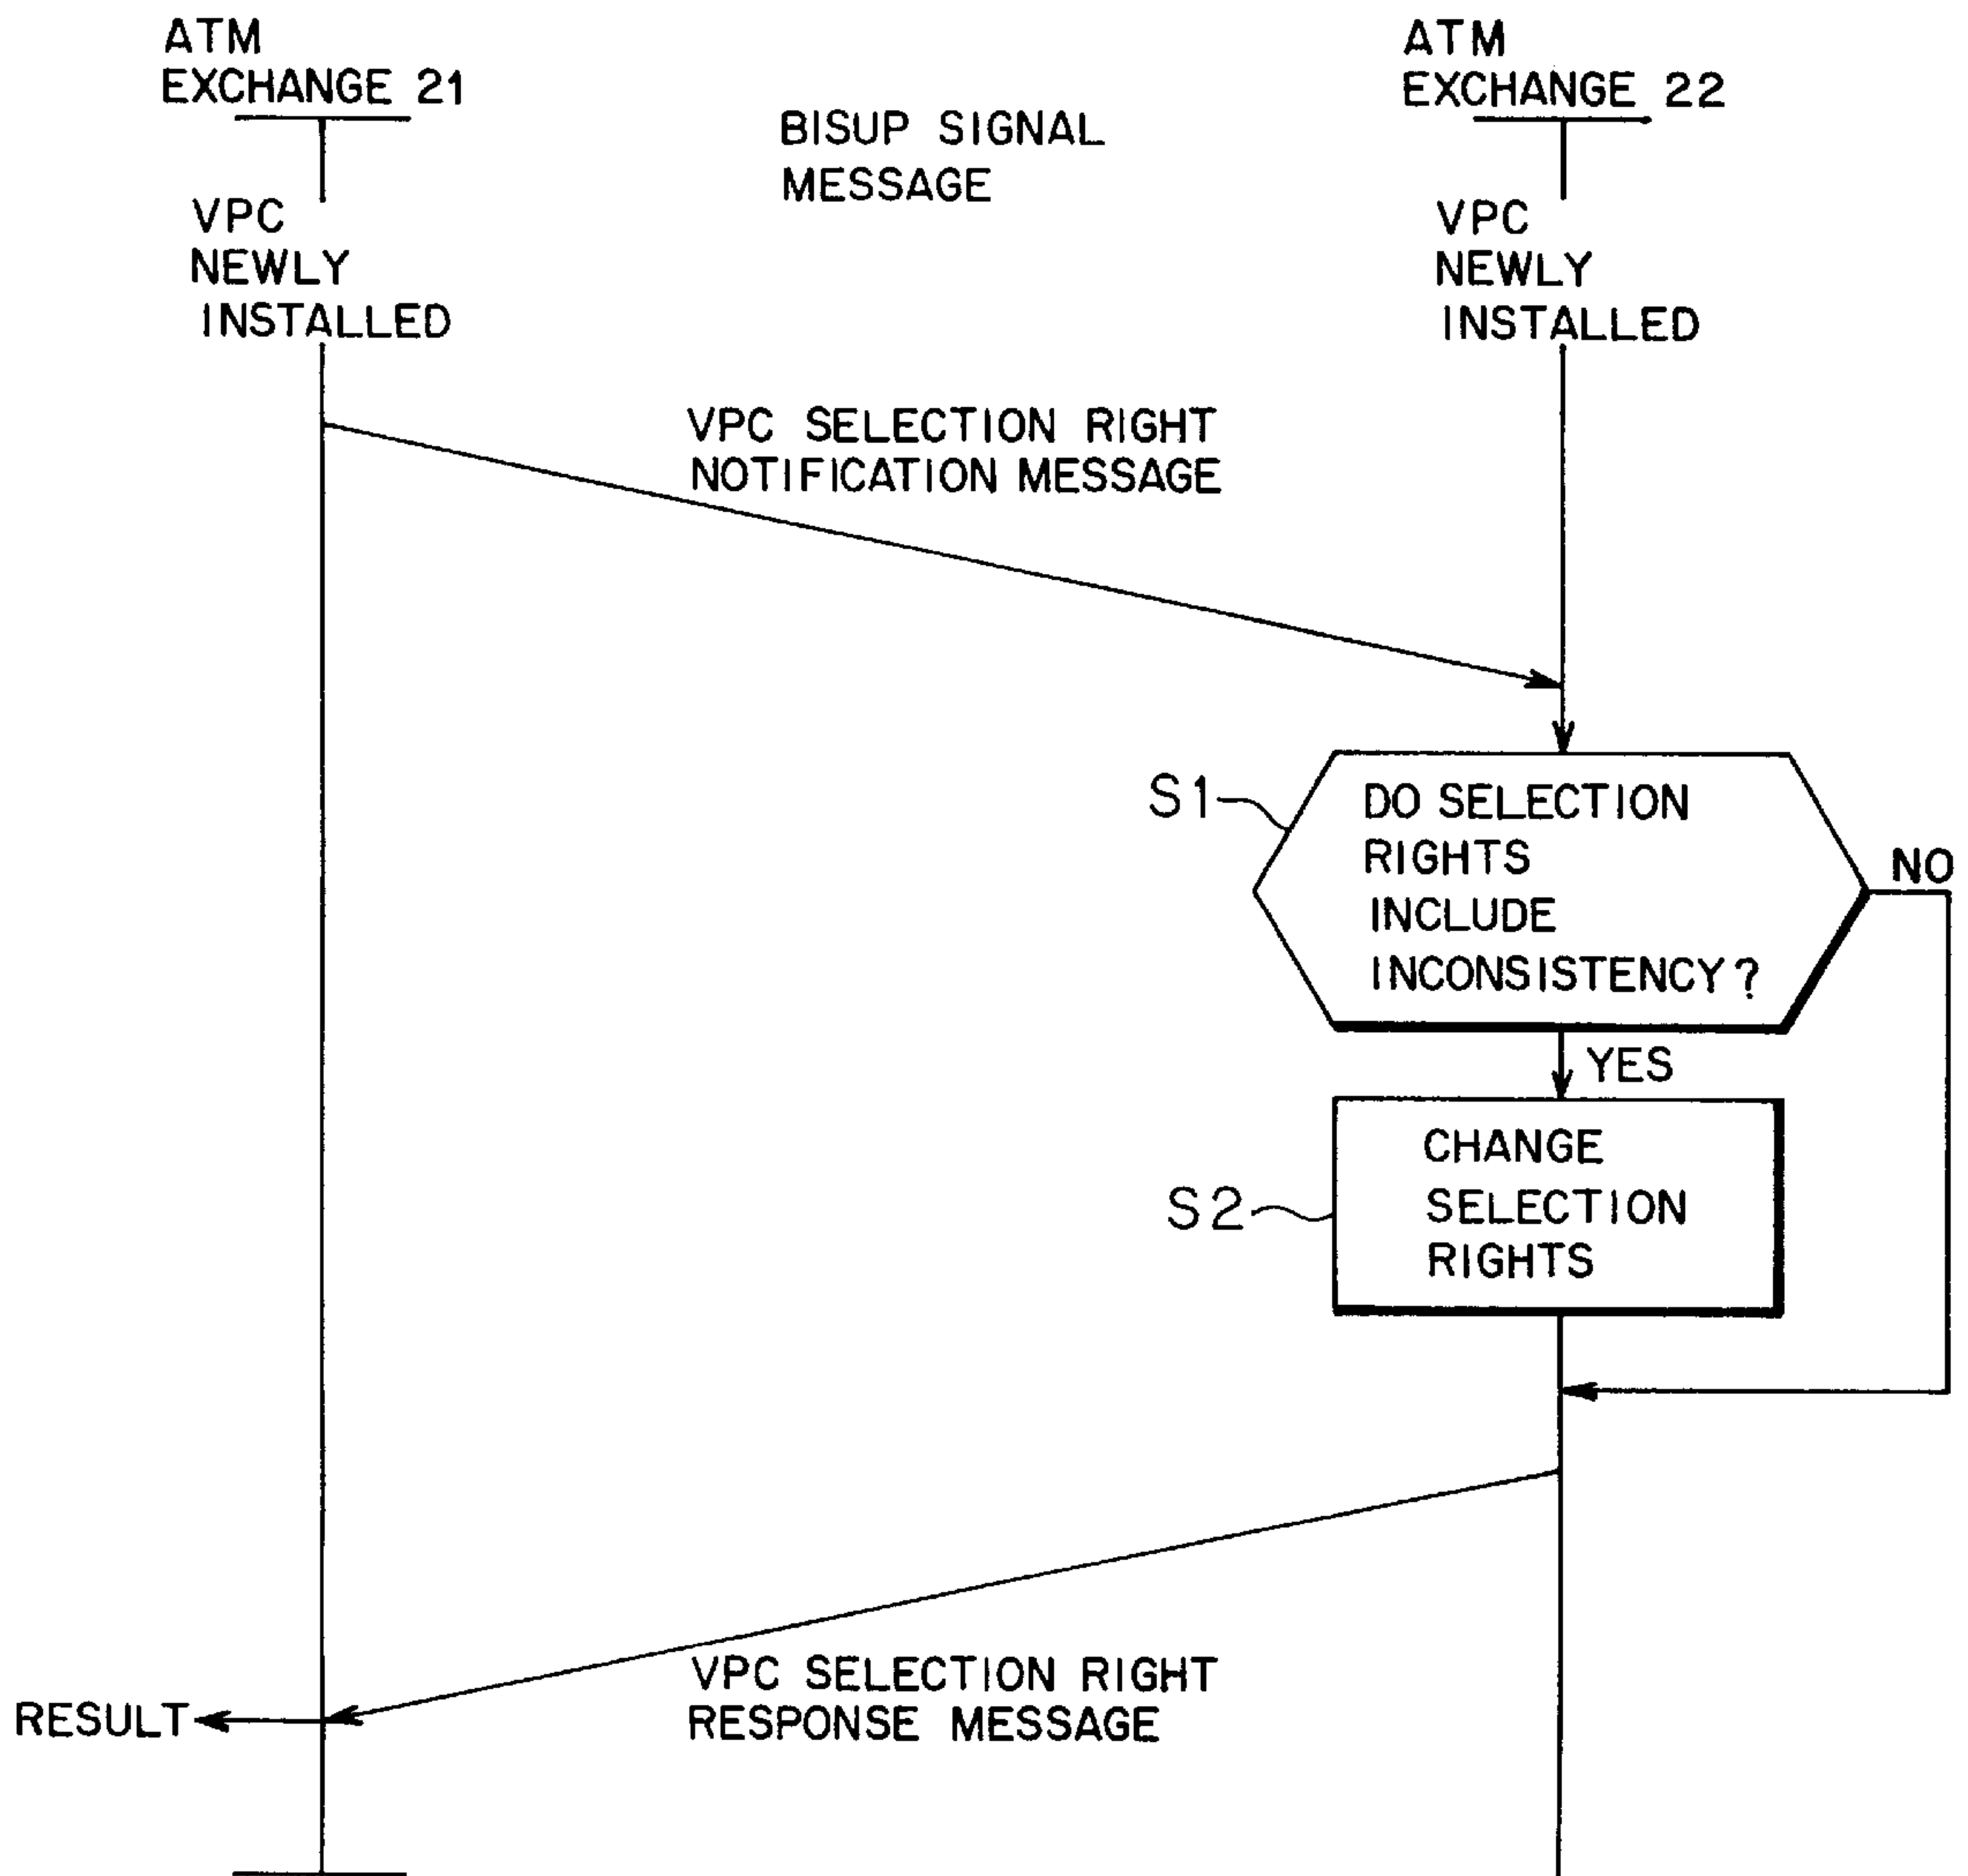 ATM
EXCHANGE 21
ATM
EXCHANGE 22
BISUP SIGNAL
MESSAGE
VPC
NEWLY
INSTALLED
VPC
NEWLY
INSTALLED
VPC SELECTION RIGHT
NOTIFICATION MESSAGE
S1
DO SELECTION
RIGHTS
INCLUDE
INCONSISTENCY?
NO
YES
S2
CHANGE
SELECTION
RIGHTS
VPC SELECTION RIGHT
RESPONSE MESSAGE
RESULT